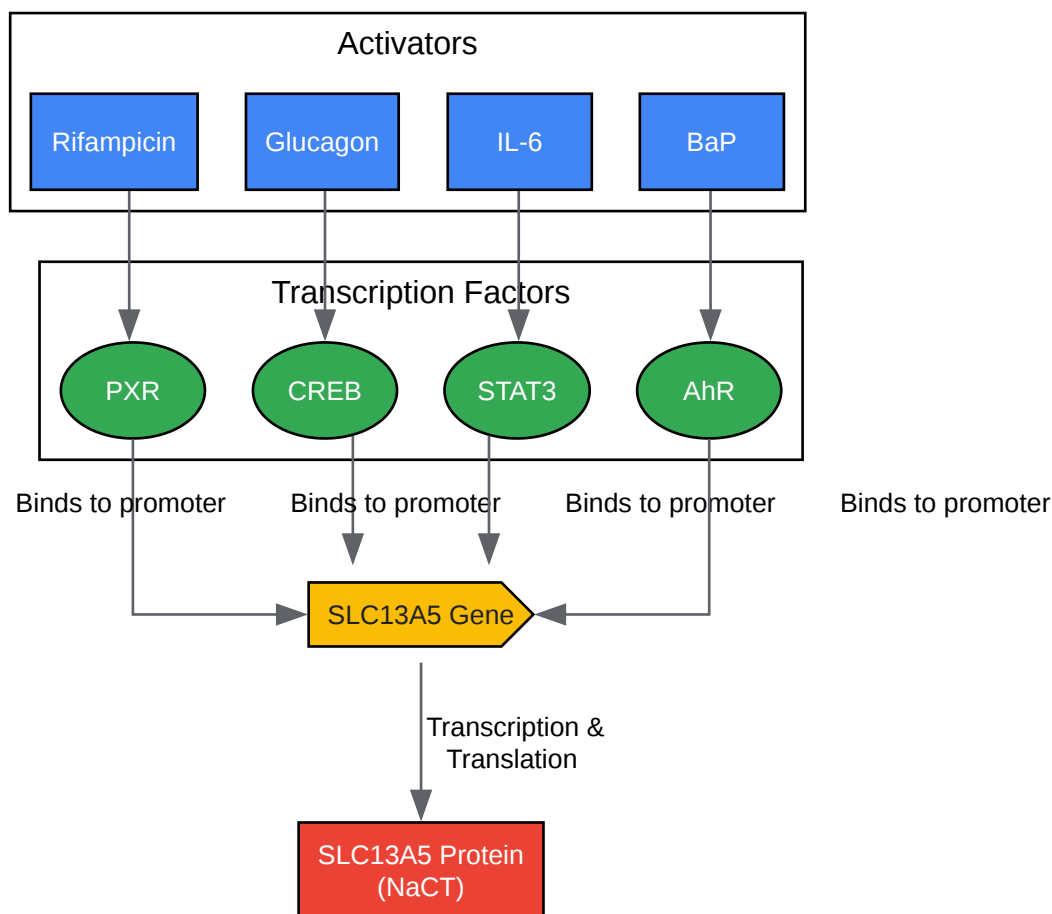 Activators
Rifampicin
Glucagon
IL-6
BaP
Transcription Factors
PXR
CREB
STAT3
AhR
Binds to promoter
Binds to promoter
Binds to promoter
Binds to promoter
SLC13A5 Gene
Transcription &
Translation
SLC13A5 Protein
(NaCT)